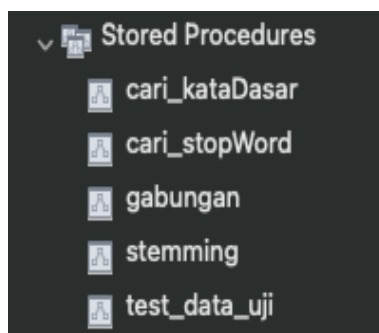 Stored Procedures
cari_kataDasar
cari_stopWord
gabungan
stemming
test_data_uji